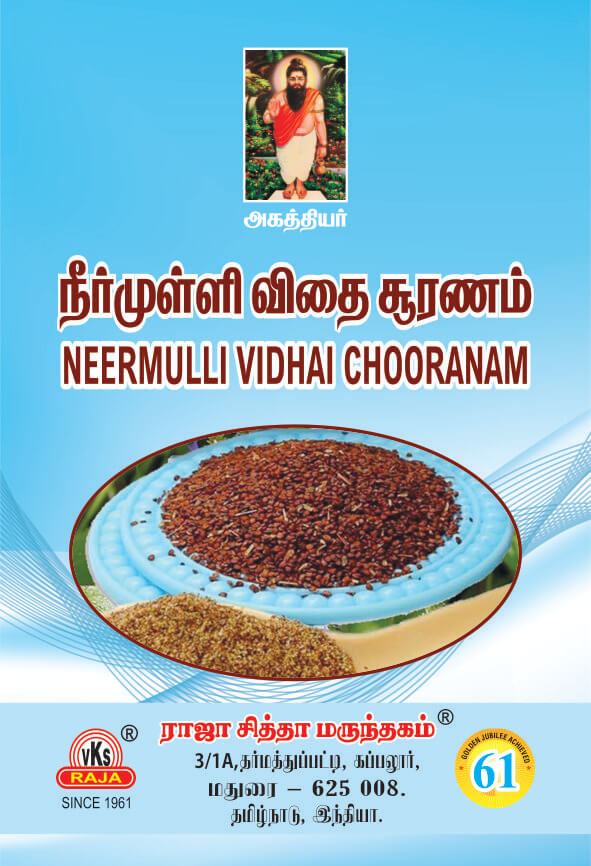 அகத்தியர்
நீர்முள்ளி விதை சூரணம்
NEERMULLI VIDHAI CHOORANAM
ராஜா சித்தா மருந்தகம்®
3/1A,தர்மத்துப்பட்டி, கப்பலூர்,
மதுரை – 625 008.
தமிழ்நாடு, இந்தியா.
VKS ®
RAJA
SINCE 1961
GOLDEN JUBILEE ACHIEVED
61